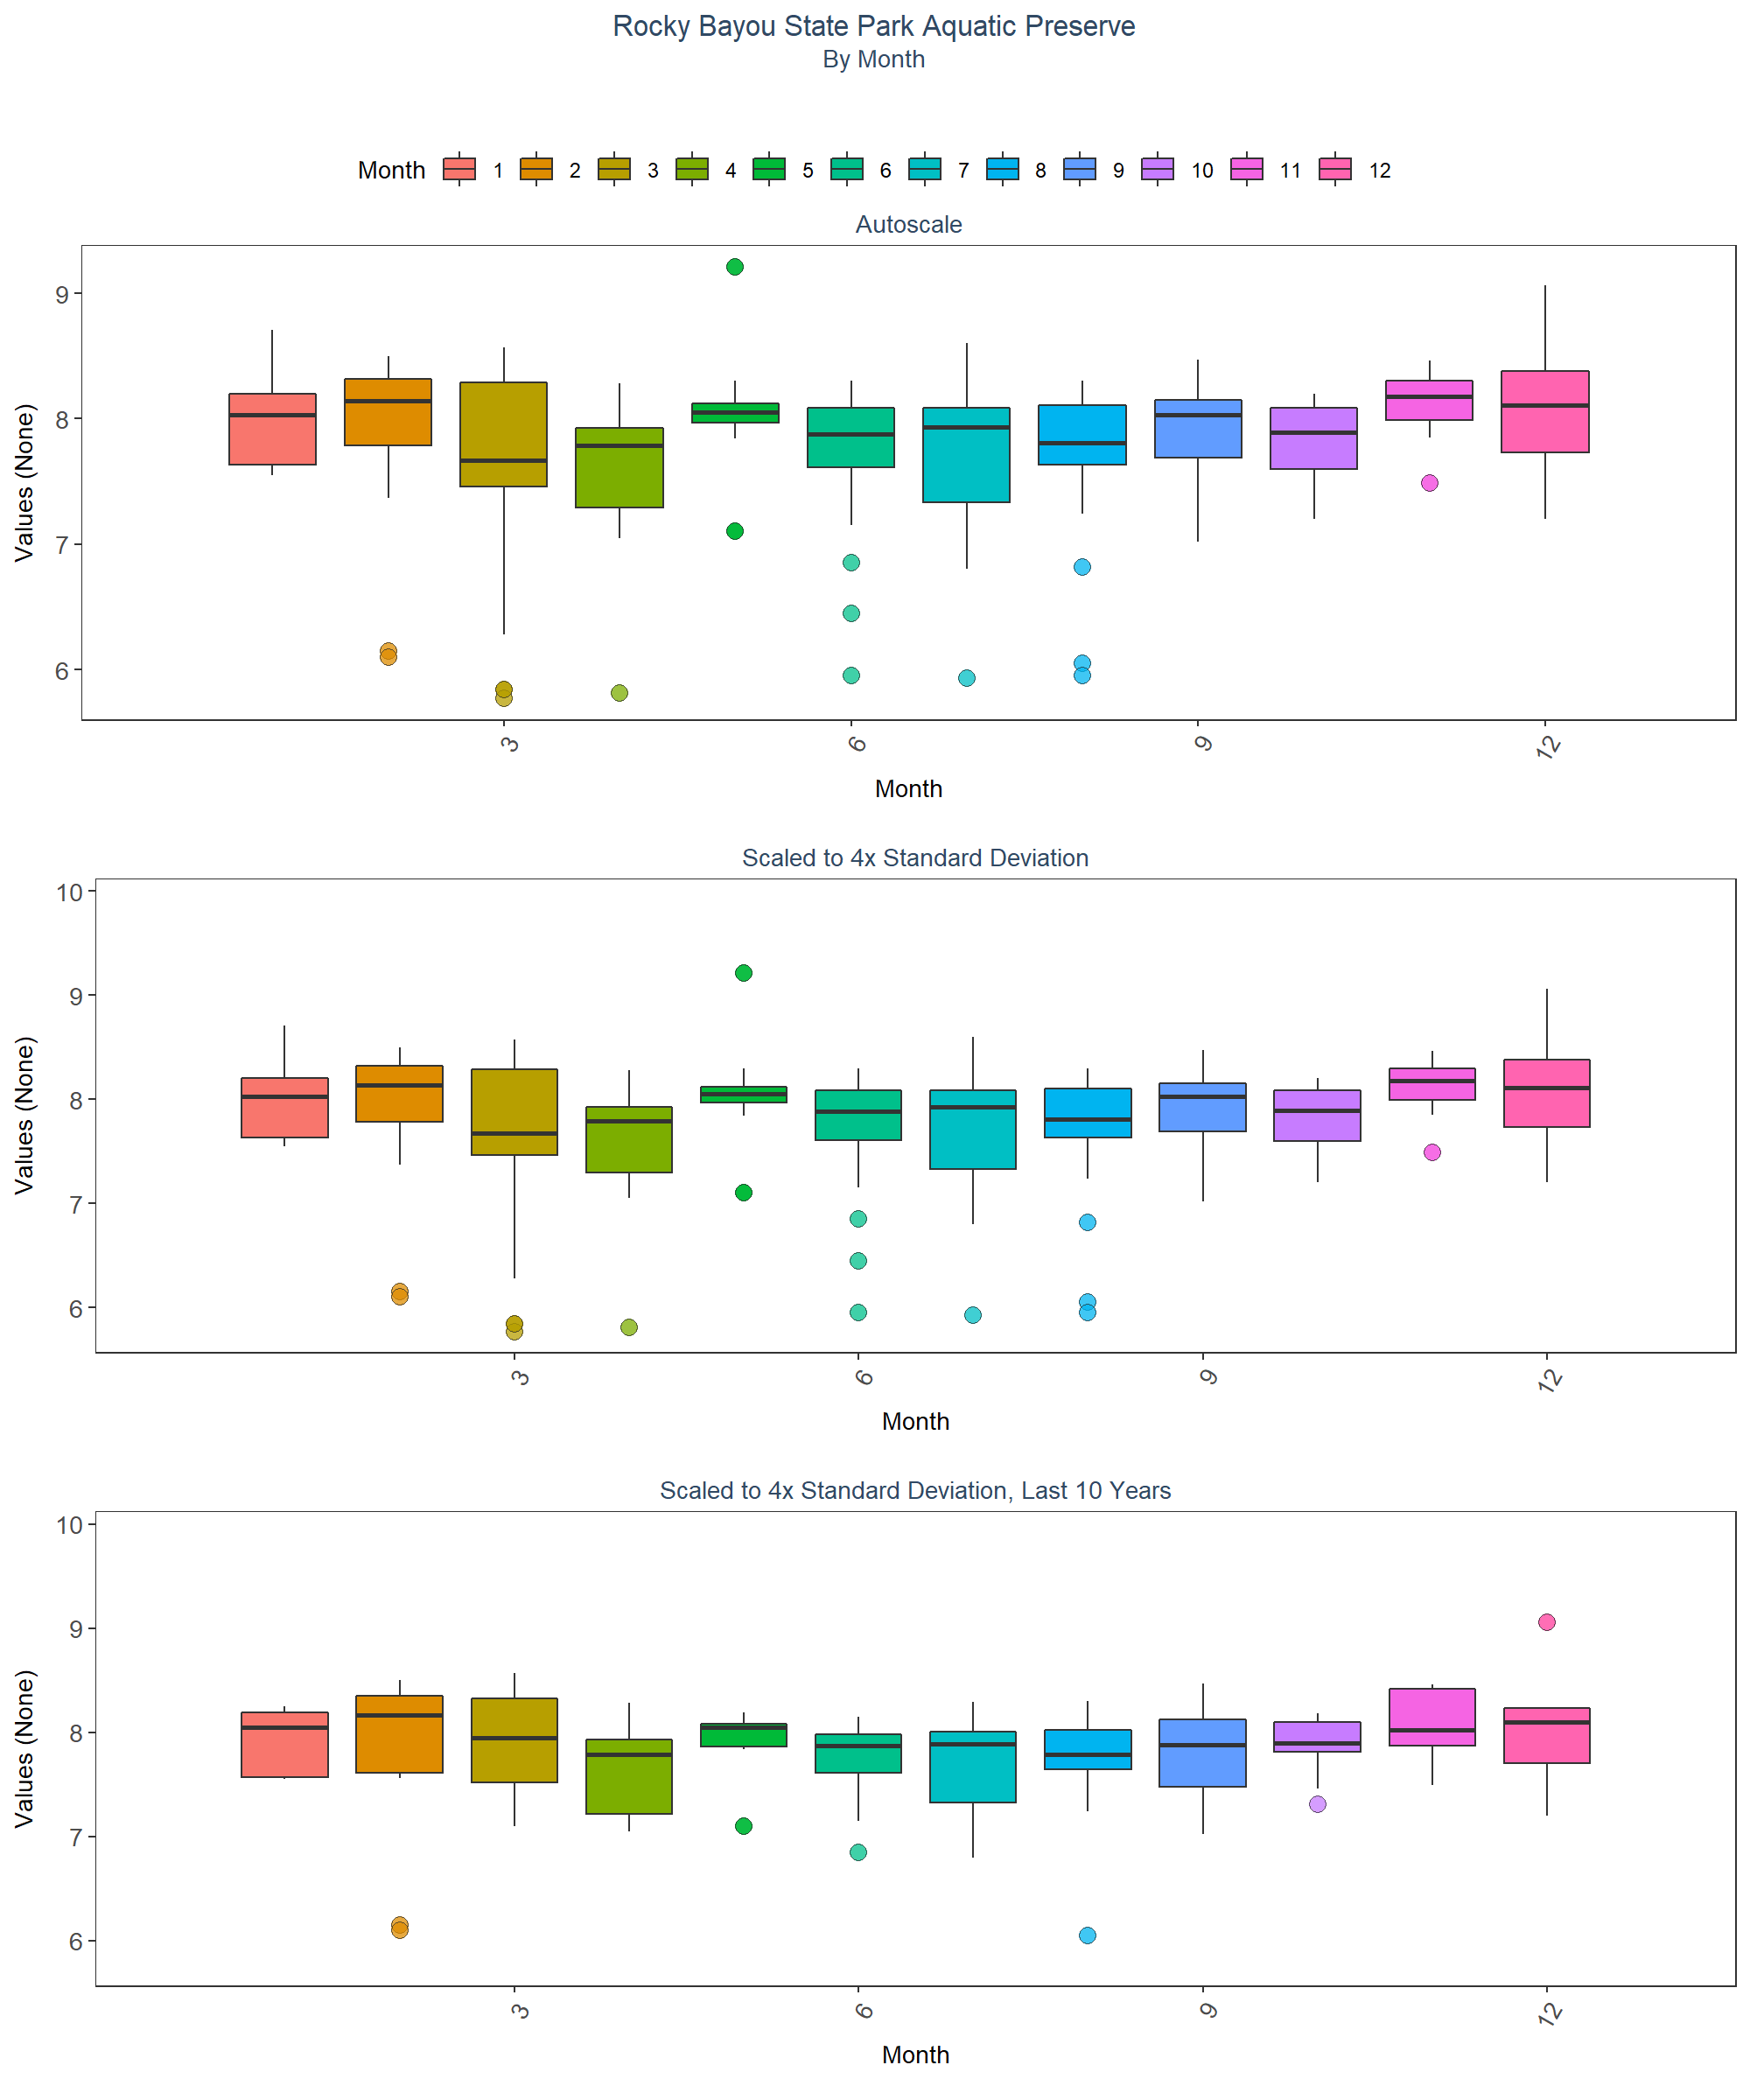 Rocky Bayou State Park Aquatic Preserve
By Month
Month 1 2 3 4 5 6 7 8 9 10 11 12
Autoscale
Values (None)
9
8
7
6
3 6 9 12
Month
Scaled to 4x Standard Deviation
Values (None)
10
9
8
7
6
3 6 9 12
Month
Scaled to 4x Standard Deviation, Last 10 Years
Values (None)
10
9
8
7
6
3 6 9 12
Month